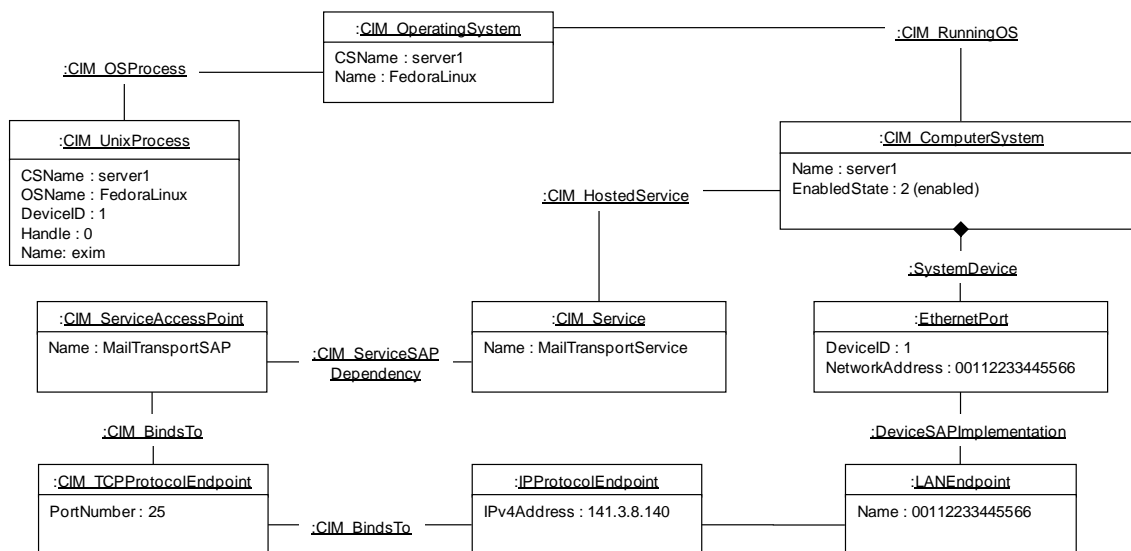 :CIM_OperatingSystem
CSName : server1
Name : FedoraLinux
:CIM_RunningOS
:CIM_OSProcess
:CIM_UnixProcess
CSName : server1
OSName : FedoraLinux
DeviceID : 1
Handle : 0
Name: exim
:CIM_ComputerSystem
Name : server1
EnabledState : 2 (enabled)
:CIM_HostedService
:SystemDevice
:CIM_ServiceAccessPoint
Name : MailTransportSAP
:CIM_ServiceSAP
Dependency
:CIM_Service
Name : MailTransportService
:EthernetPort
DeviceID : 1
NetworkAddress : 00112233445566
:CIM_BindsTo
:DeviceSAPImplementation
:CIM_TCPProtocolEndpoint
PortNumber : 25
:CIM_BindsTo
:IPProtocolEndpoint
IPv4Address : 141.3.8.140
:LANEndpoint
Name : 00112233445566